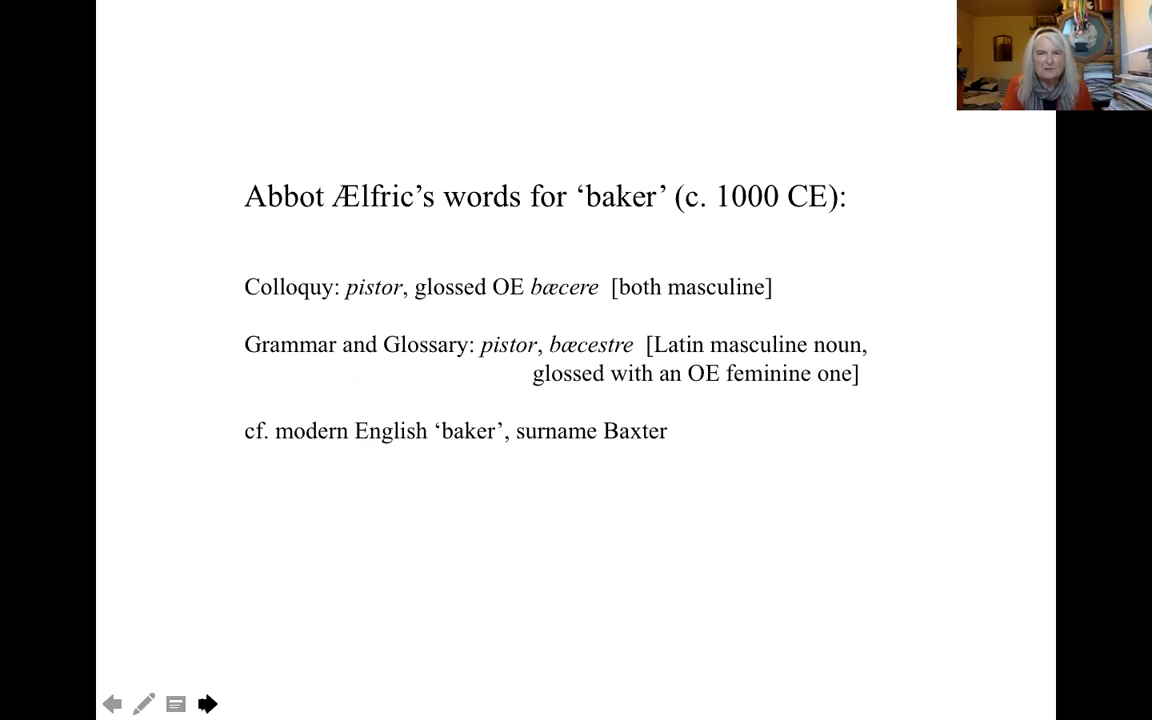 Abbot Ælfric’s words for ‘baker’ (c. 1000 CE):
Colloquy: pistor, glossed OE bæcere [both masculine]
Grammar and Glossary: pistor, bæcestre [Latin masculine noun,
glossed with an OE feminine one]
cf. modern English ‘baker’, surname Baxter